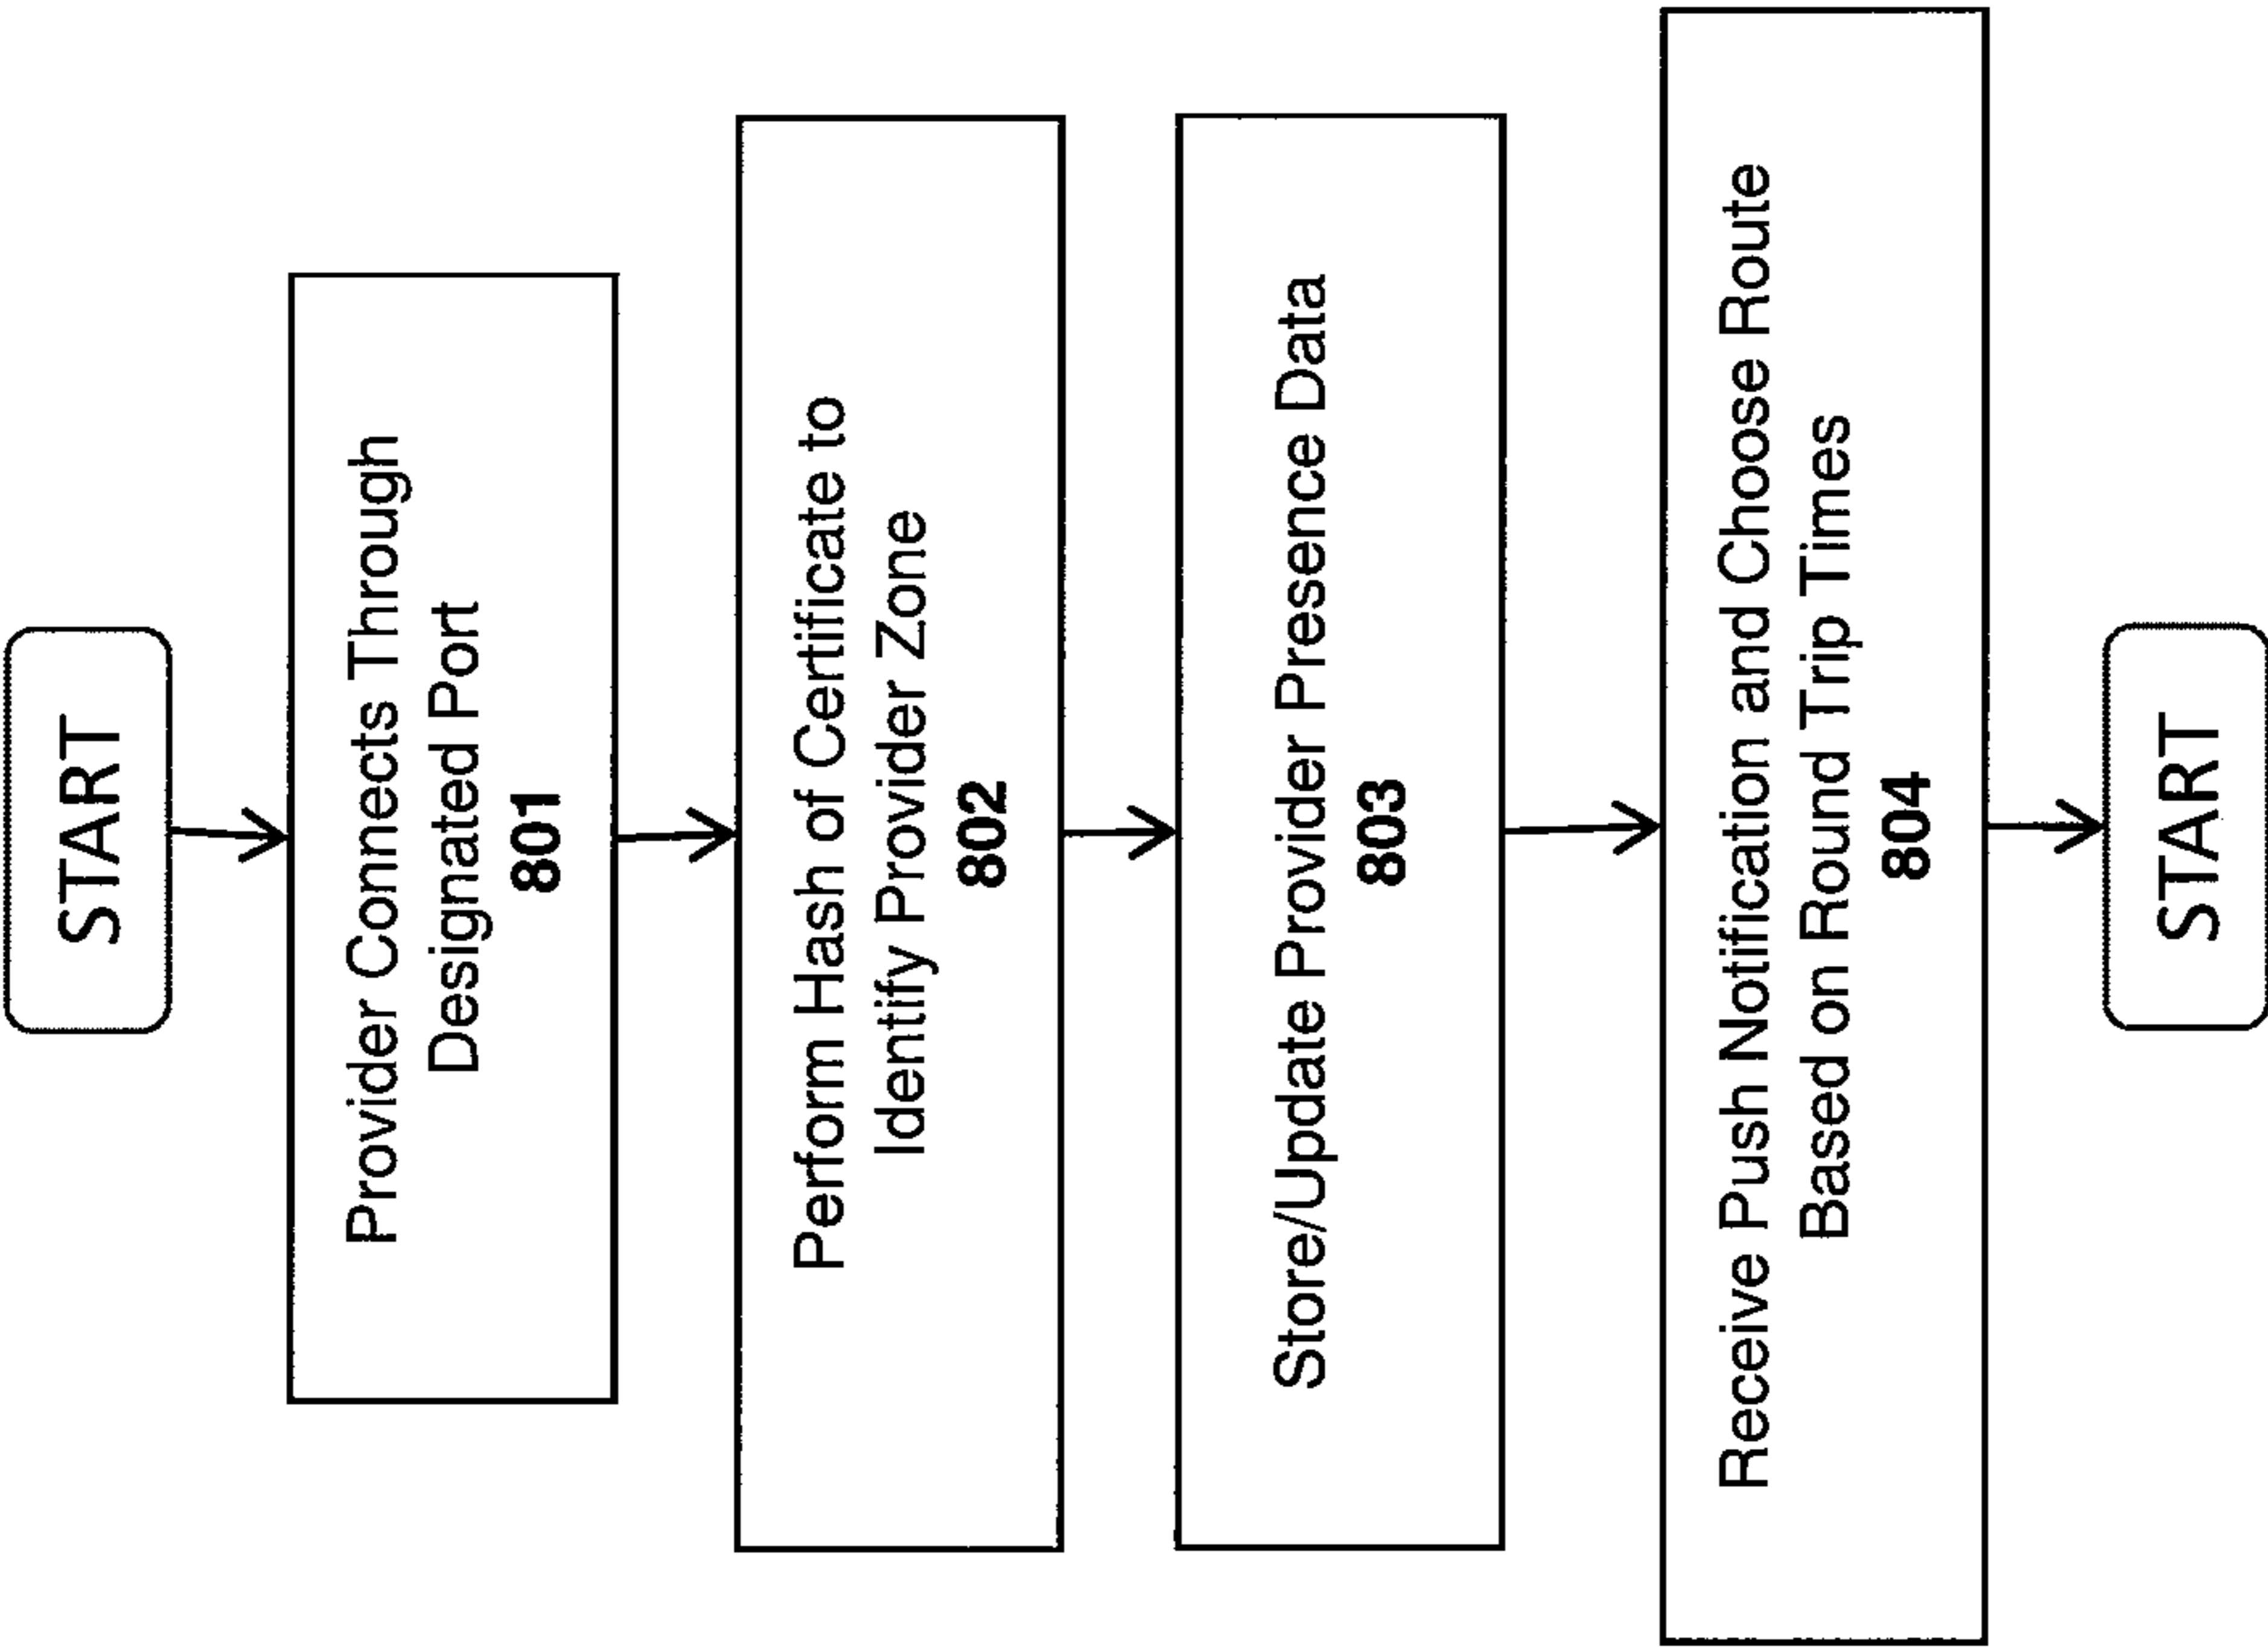 START
Provider Connects Through
Designated Port
801
Perform Hash of Certificate to
Identify Provider Zone
802
Store/Update Provider Presence Data
803
Receive Push Notification and Choose Route
Based on Round Trip Times
804
START